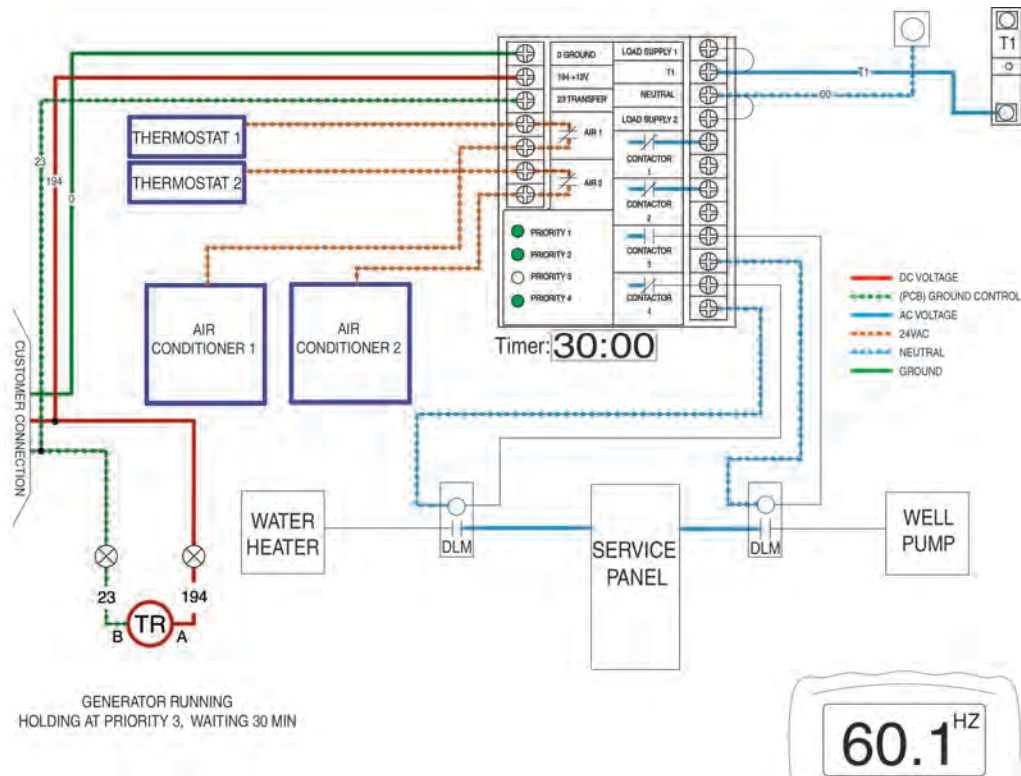 0 GROUND
194 +12V
23 TRANSFER
AIR 1
AIR 2
LOAD SUPPLY 1
T1
NEUTRAL
LOAD SUPPLY 2
CONTACTOR
1
CONTACTOR
2
CONTACTOR
3
CONTACTOR
4
PRIORITY 1
PRIORITY 2
PRIORITY 3
PRIORITY 4
Timer: 30:00
T1
00
T1
THERMOSTAT 1
THERMOSTAT 2
23
194
0
AIR
CONDITIONER 1
AIR
CONDITIONER 2
DC VOLTAGE
(PCB) GROUND CONTROL
AC VOLTAGE
24VAC
NEUTRAL
GROUND
CUSTOMER CONNECTION
WATER
HEATER
DLM
SERVICE
PANEL
DLM
WELL
PUMP
23
194
B
TR
A
GENERATOR RUNNING
HOLDING AT PRIORITY 3, WAITING 30 MIN
60.1 HZ